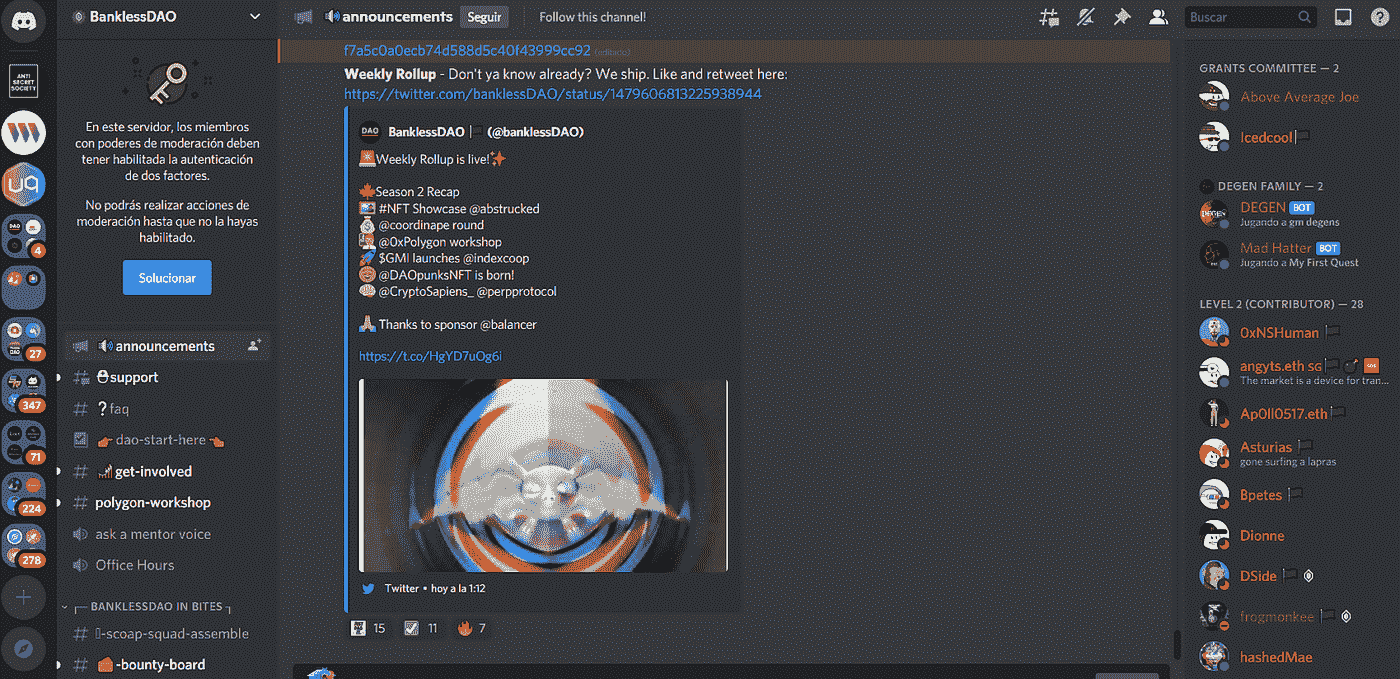 BanklessDAO
announcements
Seguir
Follow this channel!
Buscar
ANTI
SECRET
SOCIETY
4
27
347
71
224
278
En este servidor, los miembros
con poderes de moderación deben
tener habilitada la autenticación
de dos factores.
No podrás realizar acciones de
moderación hasta que no la hayas
habilitado.
Solucionar
announcements
support
faq
dao-start-here
get-involved
polygon-workshop
ask a mentor voice
Office Hours
BANKLESSDAO IN BITES
-scoap-squad-assemble
-bounty-board
f7a5c0a0ecb74d588d5c40f43999cc92 (editado)
Weekly Rollup - Don't ya know already? We ship. Like and retweet here:
https://twitter.com/banklessDAO/status/1479606813225938944
DAO BanklessDAO (@banklessDAO)
Weekly Rollup is live!
Season 2 Recap
#NFT Showcase @abstrucked
@coordinape round
@0xPolygon workshop
$GMI launches @indexcoop
@DAOpunksNFT is born!
@CryptoSapiens_ @perpprotocol
Thanks to sponsor @balancer
https://t.co/HgYD7uOg6i
Twitter • hoy a la 1:12
15 11 7
GRANTS COMMITTEE — 2
Above Average Joe
Icedcool
DEGEN FAMILY — 2
DEGEN BOT
Jugando a gm degens
Mad Hatter BOT
Jugando a My First Quest
LEVEL 2 (CONTRIBUTOR) — 28
0xNSHuman
angyts.eth sg
The market is a device for tran...
Ap0ll0517.eth
Asturias
gone surfing a lapras
Bpetes
Dionne
DSide
frogmonkee
hashedMae